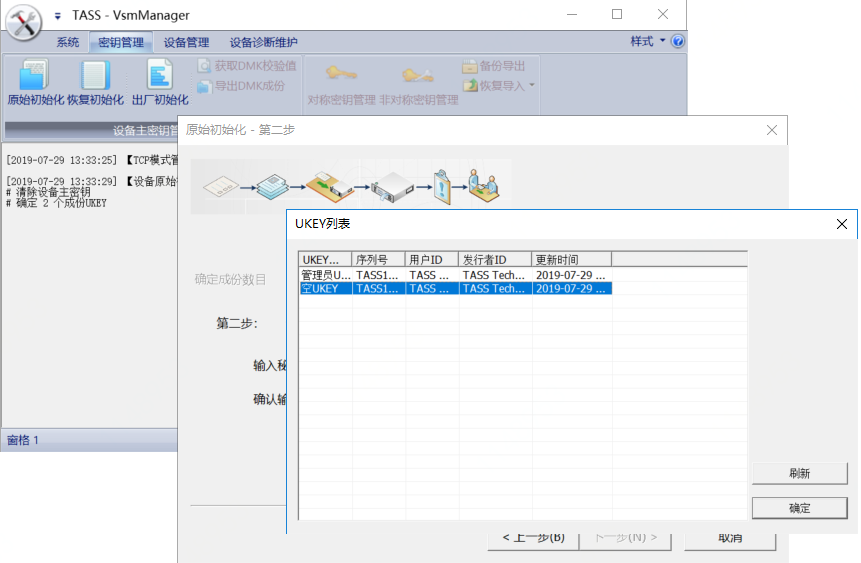 TASS - VsmManager
系统 密钥管理 设备管理 设备诊断维护 样式
原始初始化 恢复初始化 出厂初始化
获取DMK校验值
导出DMK成份
对称密钥管理 非对称密钥管理
备份导出
恢复导入
设备主密钥管
[2019-07-29 13:33:25] 【TCP模式管
[2019-07-29 13:33:29] 【设备原始
# 清除设备主密钥
# 确定 2 个成份UKEY
窗格 1
原始初始化 - 第二步
确定成份数目
第二步:
输入秘
确认输
< 上一步(B) 下一步(N) > 取消
UKEY列表
UKEY... 序列号 用户ID 发行者ID 更新时间
管理员U... TASS1... TASS ... TASS Tech... 2019-07-29 ...
空UKEY TASS1... TASS ... TASS Tech... 2019-07-29 ...
刷新
确定